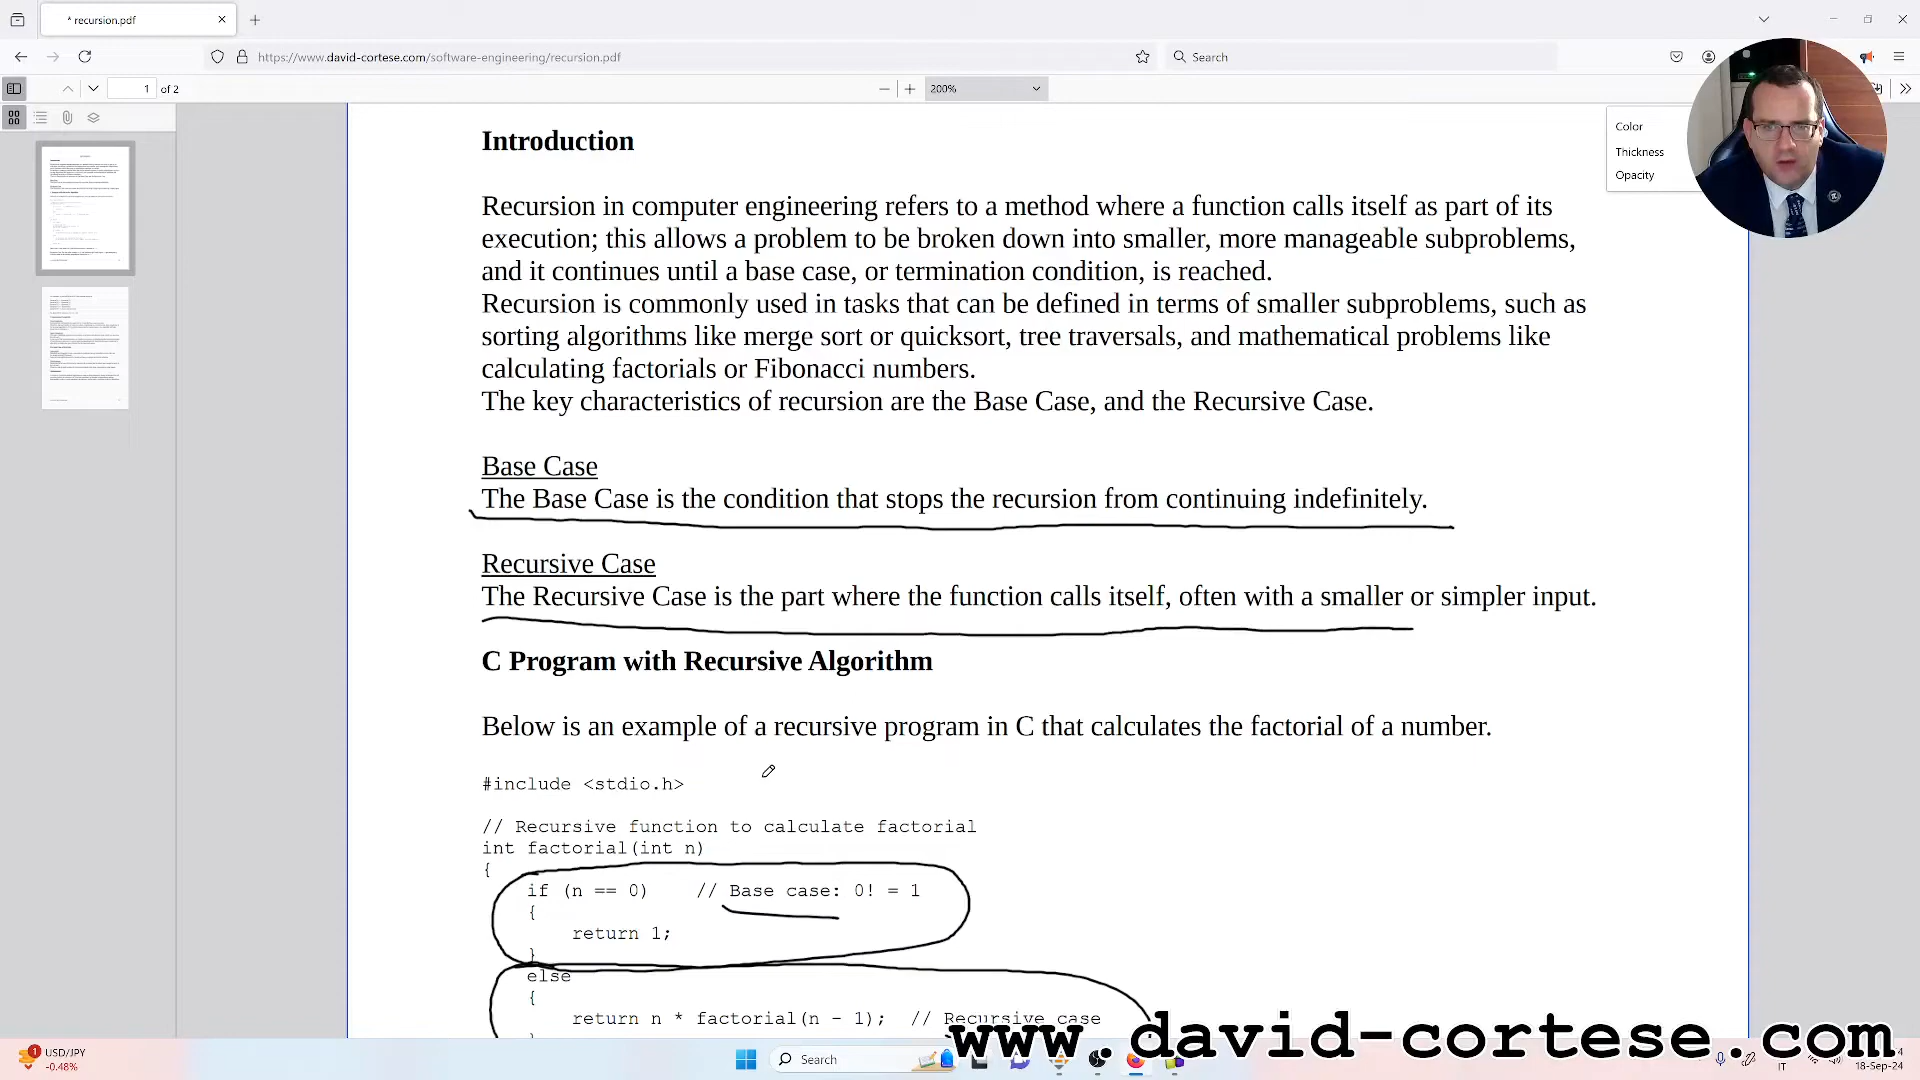 * recursion.pdf
https://www.david-cortese.com/software-engineering/recursion.pdf
Search
1 of 2
200%
Color
Thickness
Opacity
Introduction
Recursion in computer engineering refers to a method where a function calls itself as part of its
execution; this allows a problem to be broken down into smaller, more manageable subproblems,
and it continues until a base case, or termination condition, is reached.
Recursion is commonly used in tasks that can be defined in terms of smaller subproblems, such as
sorting algorithms like merge sort or quicksort, tree traversals, and mathematical problems like
calculating factorials or Fibonacci numbers.
The key characteristics of recursion are the Base Case, and the Recursive Case.
Base Case
The Base Case is the condition that stops the recursion from continuing indefinitely.
Recursive Case
The Recursive Case is the part where the function calls itself, often with a smaller or simpler input.
C Program with Recursive Algorithm
Below is an example of a recursive program in C that calculates the factorial of a number.
#include <stdio.h>
// Recursive function to calculate factorial
int factorial(int n)
{
if (n == 0) // Base case: 0! = 1
{
return 1;
}
else
{
return n * factorial(n - 1); // Recursive case
}
www.david-cortese.com
1
USD/JPY
-0.48%
Search
IT
18-Sep-24